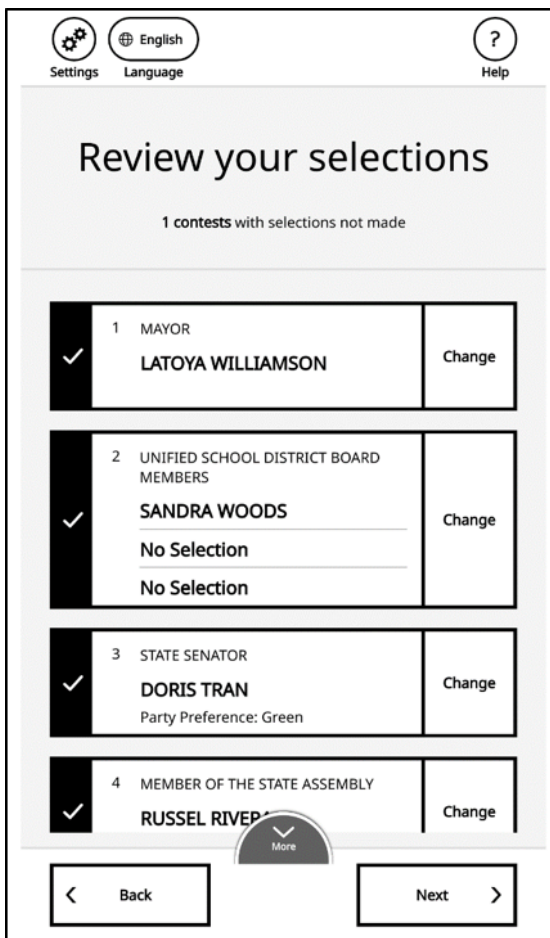 English
?
Settings
Language
Help
Review your selections
1 contests with selections not made
1 MAYOR
LATOYA WILLIAMSON
Change
2 UNIFIED SCHOOL DISTRICT BOARD
MEMBERS
SANDRA WOODS
No Selection
No Selection
Change
3 STATE SENATOR
DORIS TRAN
Party Preference: Green
Change
4 MEMBER OF THE STATE ASSEMBLY
RUSSEL
Change
More
Back
Next